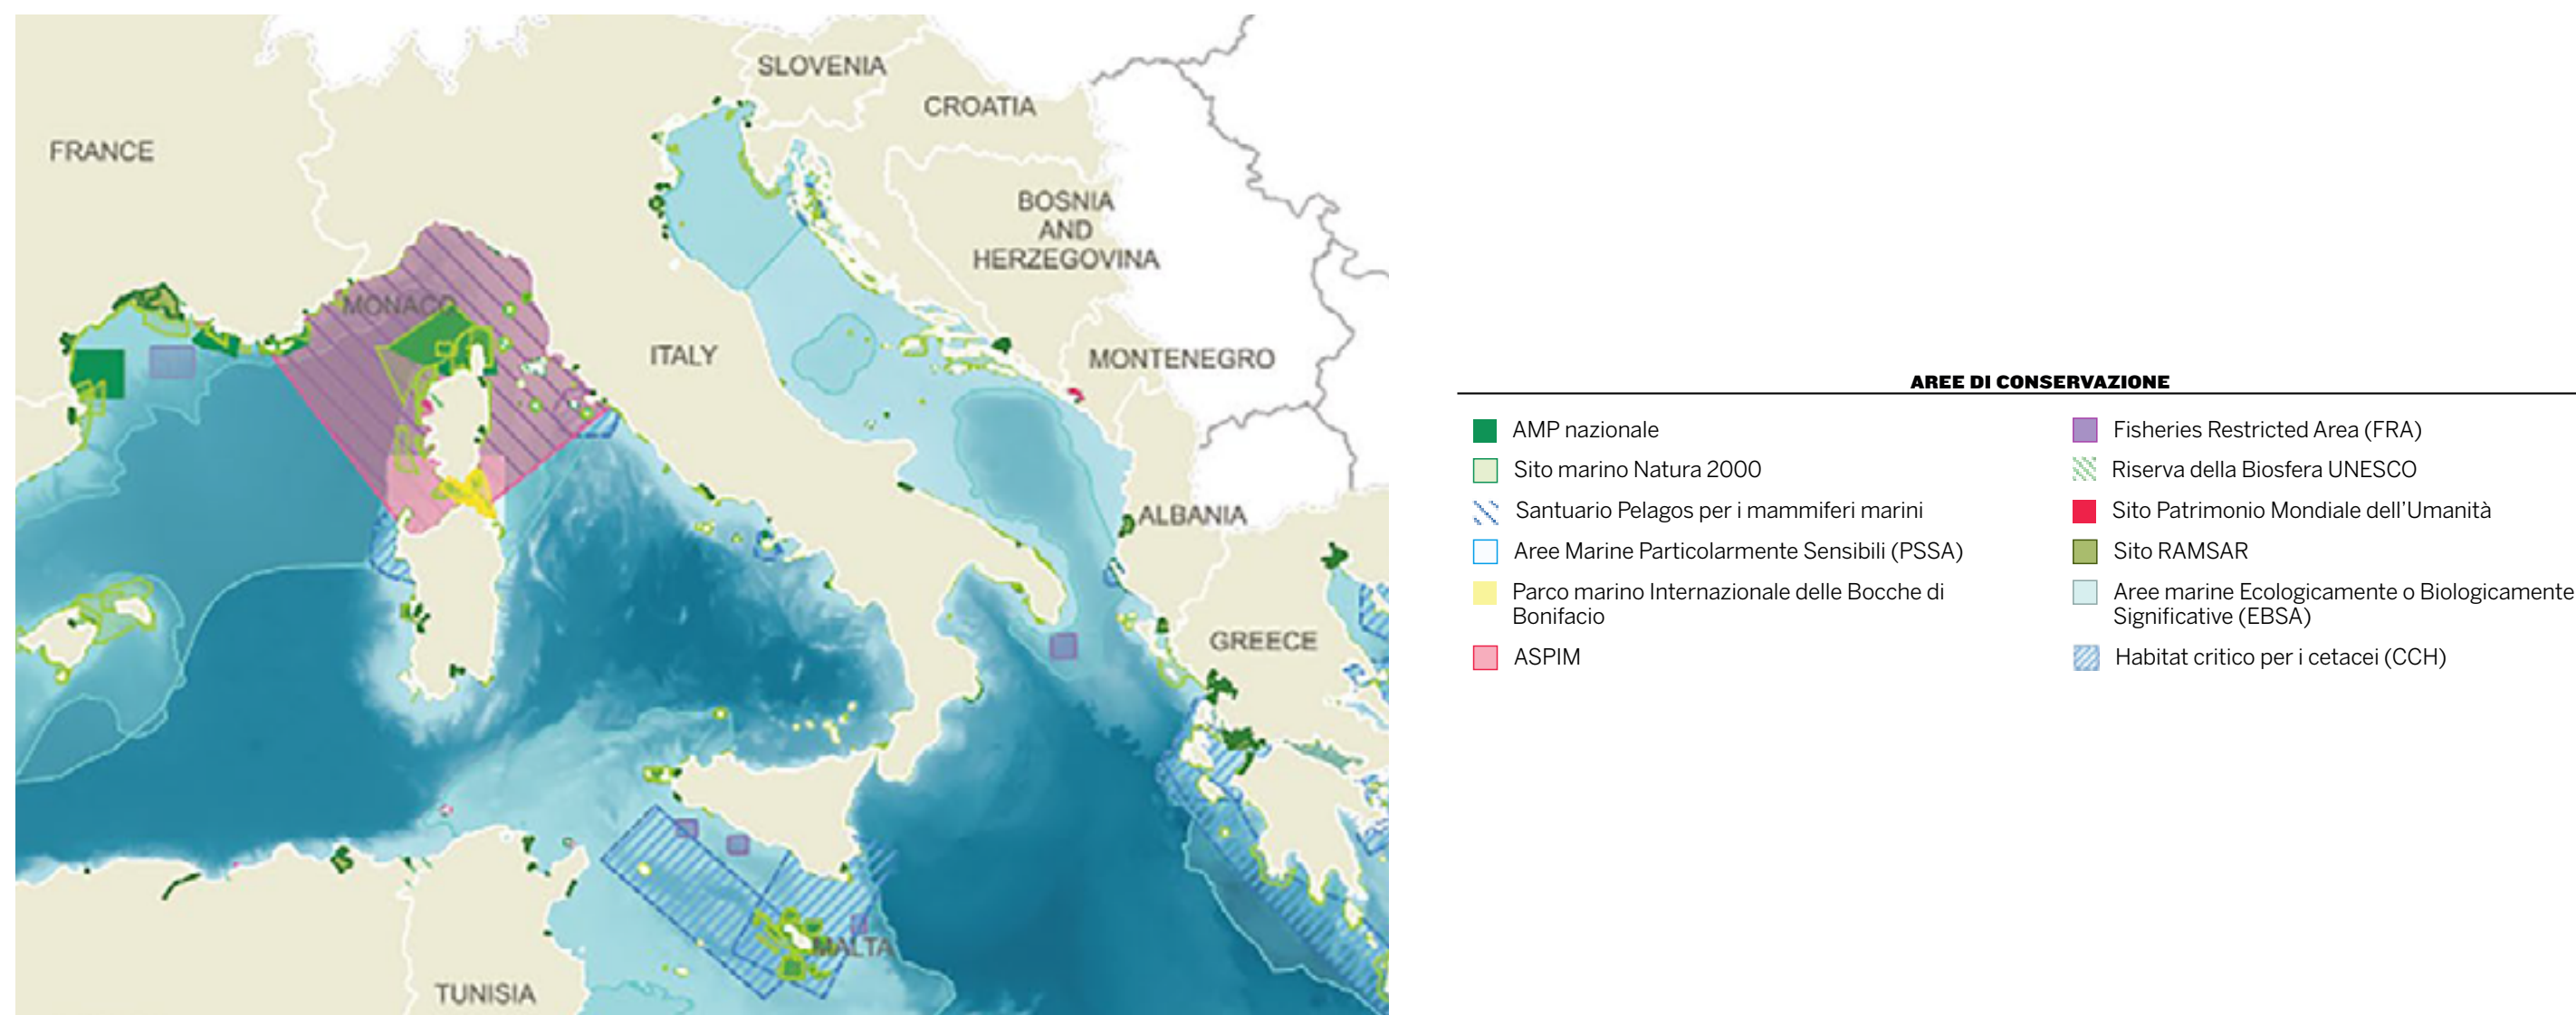 SLOVENIA
CROATIA
FRANCE
BOSNIA
AND
HERZEGOVINA
MONACO
ITALY
MONTENEGRO
ALBANIA
GREECE
MALTA
TUNISIA
AREE DI CONSERVAZIONE
AMP nazionale
Sito marino Natura 2000
Santuario Pelagos per i mammiferi marini
Aree Marine Particolarmente Sensibili (PSSA)
Parco marino Internazionale delle Bocche di
Bonifacio
ASPIM
Fisheries Restricted Area (FRA)
Riserva della Biosfera UNESCO
Sito Patrimonio Mondiale dell'Umanità
Sito RAMSAR
Aree marine Ecologicamente o Biologicamente
Significative (EBSA)
Habitat critico per i cetacei (CCH)